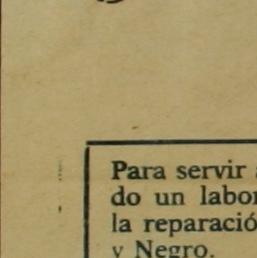 Para servir
do un labor
la reparació
y Negro.